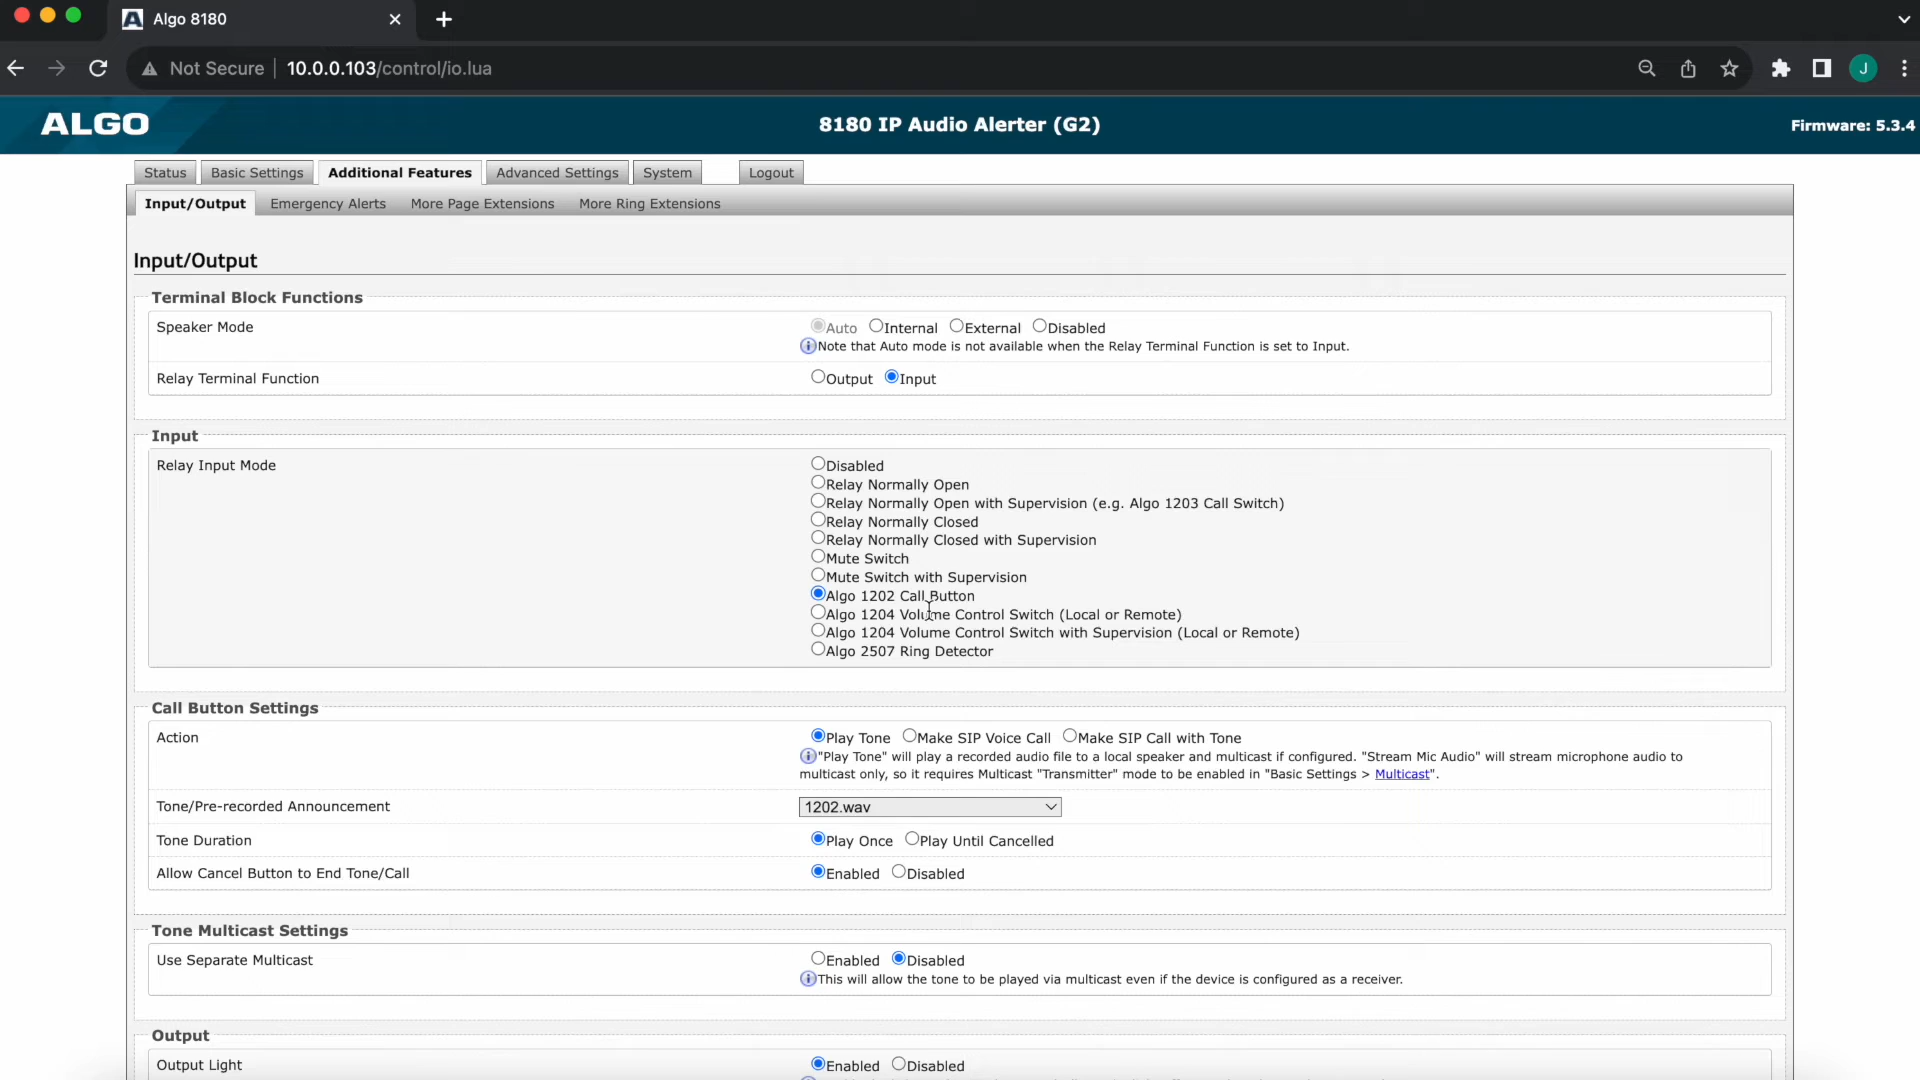 Algo 8180
Not Secure 10.0.0.103/control/io.lua
J
ALGO
8180 IP Audio Alerter (G2)
Firmware: 5.3.4
Status Basic Settings Additional Features Advanced Settings System Logout
Input/Output Emergency Alerts More Page Extensions More Ring Extensions
Input/Output
Terminal Block Functions
Speaker Mode
Auto Internal External Disabled
Note that Auto mode is not available when the Relay Terminal Function is set to Input.
Relay Terminal Function
Output Input
Input
Relay Input Mode
Disabled
Relay Normally Open
Relay Normally Open with Supervision (e.g. Algo 1203 Call Switch)
Relay Normally Closed
Relay Normally Closed with Supervision
Mute Switch
Mute Switch with Supervision
Algo 1202 Call Button
Algo 1204 Volume Control Switch (Local or Remote)
Algo 1204 Volume Control Switch with Supervision (Local or Remote)
Algo 2507 Ring Detector
Call Button Settings
Action
Play Tone Make SIP Voice Call Make SIP Call with Tone
"Play Tone" will play a recorded audio file to a local speaker and multicast if configured. "Stream Mic Audio" will stream microphone audio to
multicast only, so it requires Multicast "Transmitter" mode to be enabled in "Basic Settings > Multicast".
Tone/Pre-recorded Announcement
1202.wav
Tone Duration
Play Once Play Until Cancelled
Allow Cancel Button to End Tone/Call
Enabled Disabled
Tone Multicast Settings
Use Separate Multicast
Enabled Disabled
This will allow the tone to be played via multicast even if the device is configured as a receiver.
Output
Output Light
Enabled Disabled